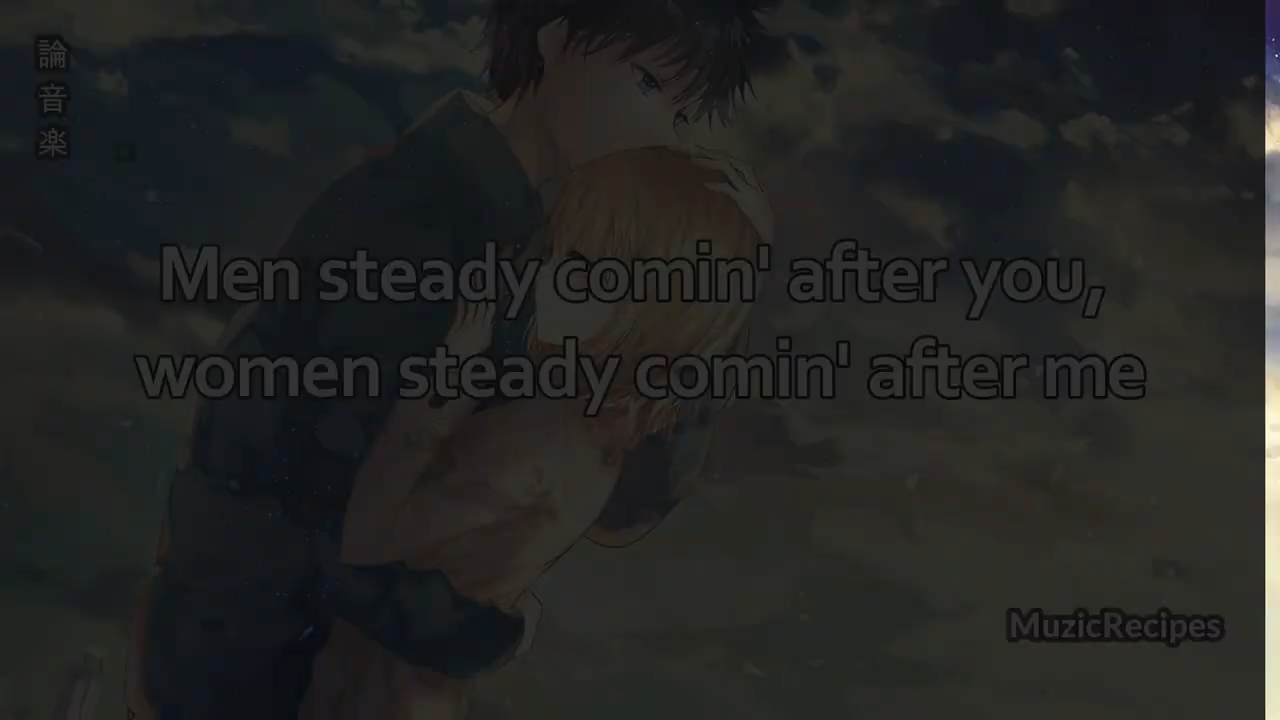 論音楽
Men steady comin' after you,
women steady comin' after me
MuzicRecipes